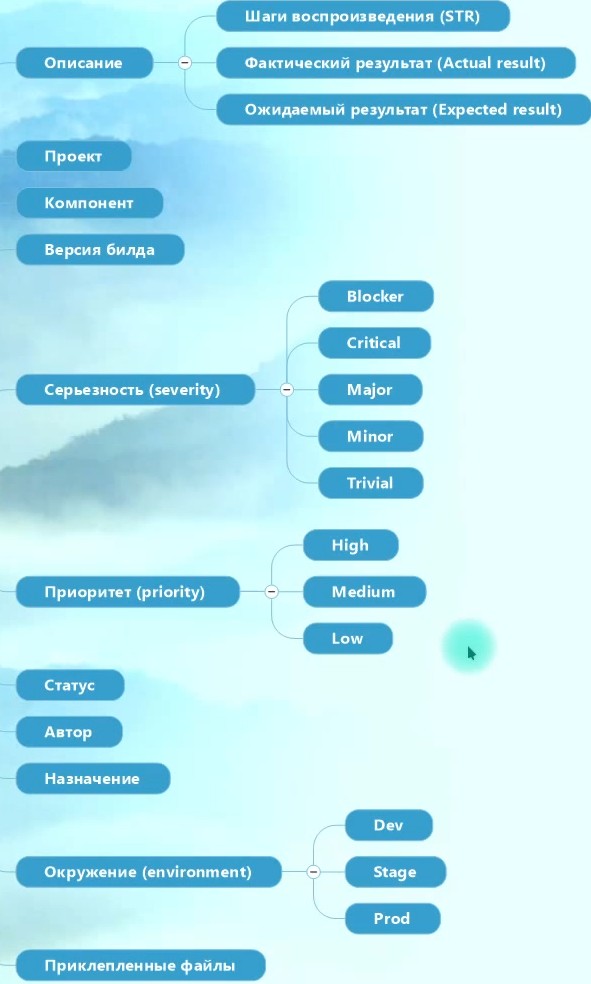 Шаги воспроизведения (STR)
Описание
Фактический результат (Actual result)
Ожидаемый результат (Expected result)
Проект
Компонент
Версия билда
Blocker
Critical
Серьезность (severity)
Major
Minor
Trivial
High
Приоритет (priority)
Medium
Low
Статус
Автор
Назначение
Dev
Окружение (environment)
Stage
Prod
Приклепленные файлы